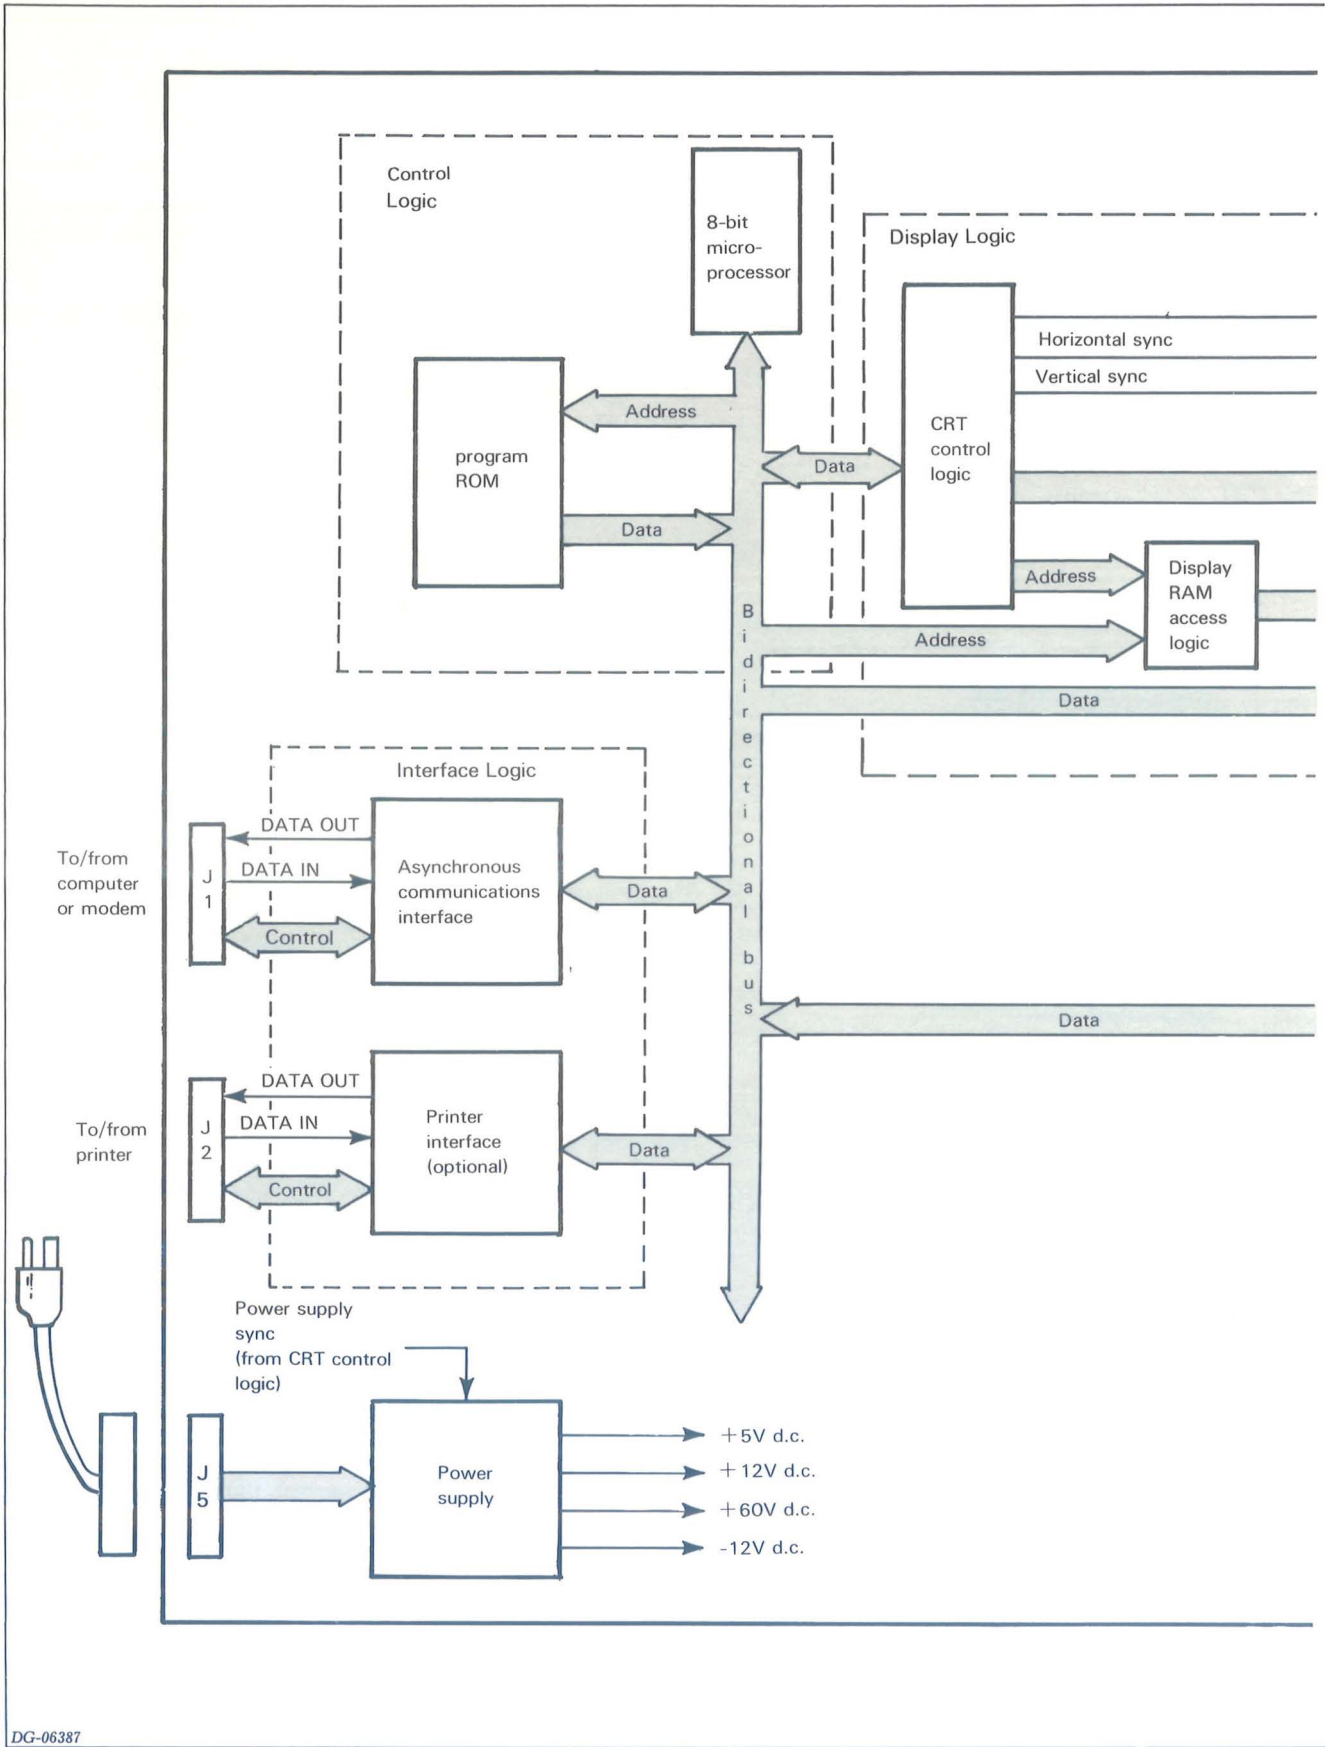 Control
Logic
8-bit
micro-
processor
Display Logic
Horizontal sync
Vertical sync
Address
program
ROM
CRT
control
logic
Data
Data
Address
Display
RAM
access
logic
Address
Data
Bidirectional bus
Interface Logic
To/from
computer
or modem
J
1
DATA OUT
DATA IN
Control
Asynchronous
communications
interface
Data
Data
To/from
printer
J
2
DATA OUT
DATA IN
Control
Printer
interface
(optional)
Data
Power supply
sync
(from CRT control
logic)
J
5
Power
supply
+5V d.c.
+12V d.c.
+60V d.c.
-12V d.c.
DG-06387